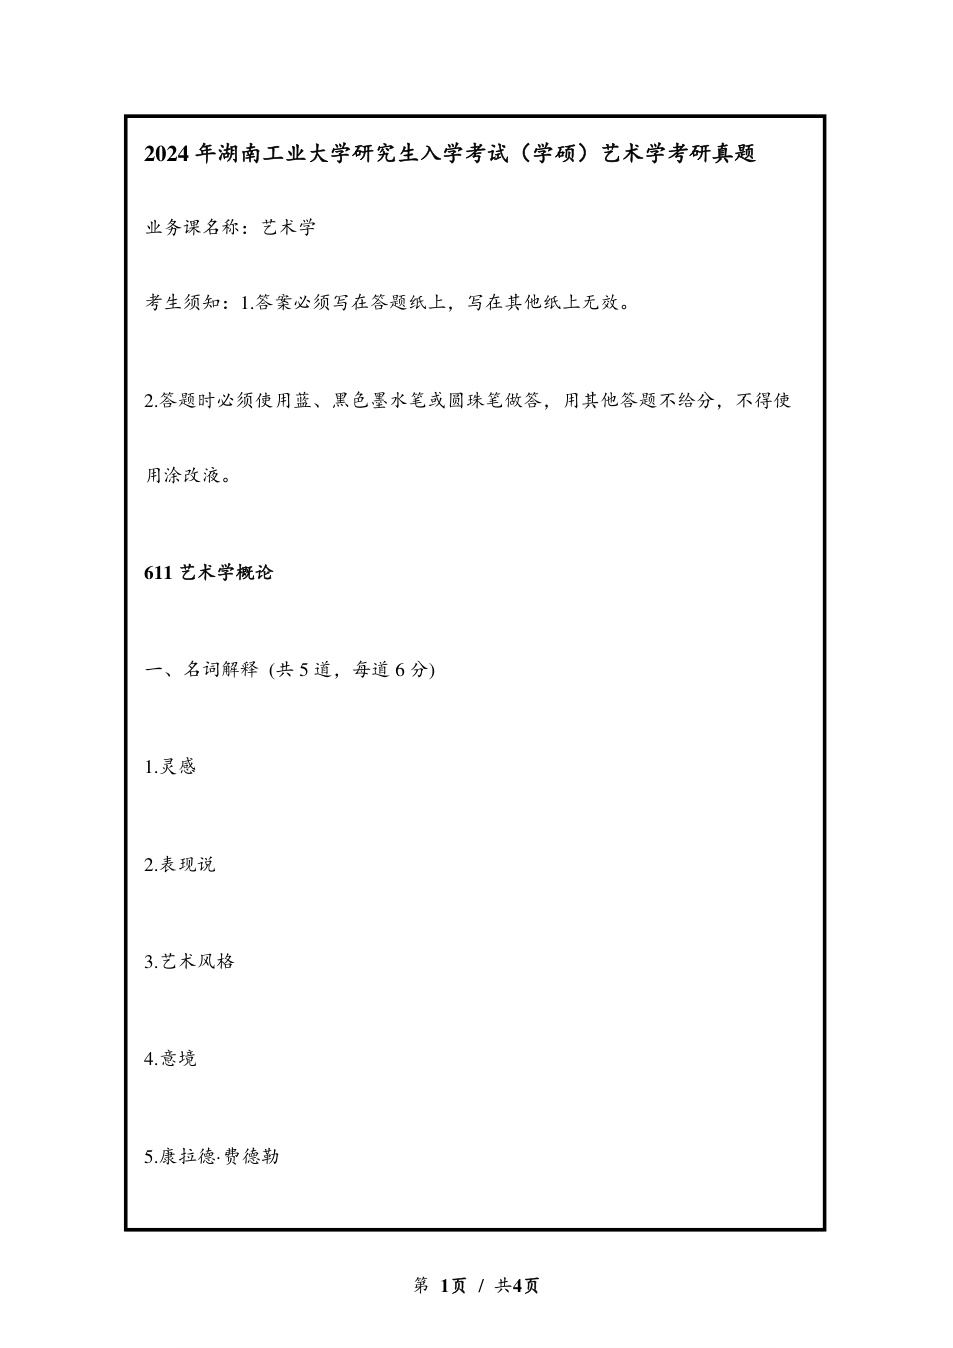 2024 年湖南工业大学研究生入学考试（学硕）艺术学考研真题
业务课名称：艺术学
考生须知：1.答案必须写在答题纸上，写在其他纸上无效。
2.答题时必须使用蓝、黑色墨水笔或圆珠笔做答，用其他答题不给分，不得使
用涂改液。
611 艺术学概论
一、名词解释 (共 5 道，每道 6 分)
1.灵感
2.表现说
3.艺术风格
4.意境
5.康拉德·费德勒
第 1页 / 共4页